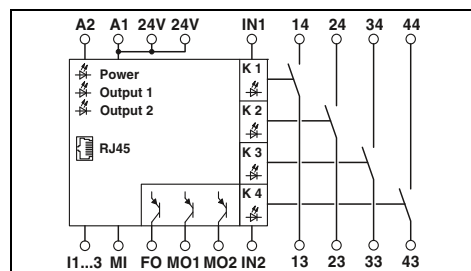 A2 A1 24V 24V IN1 14 24 34 44
Power
Output 1
Output 2
RJ45
K 1
K 2
K 3
K 4
I1...3 MI FO MO1 MO2 IN2 13 23 33 43